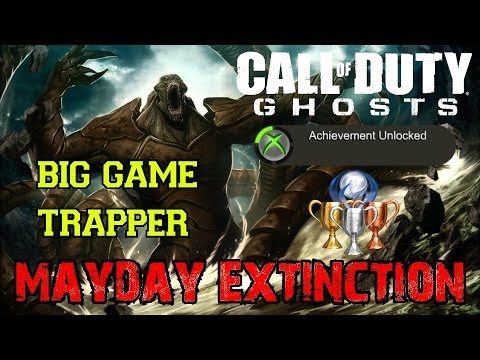 CALL OF DUTY
GHOSTS
Achievement Unlocked
BIG GAME
TRAPPER
MAYDAY EXTINCTION